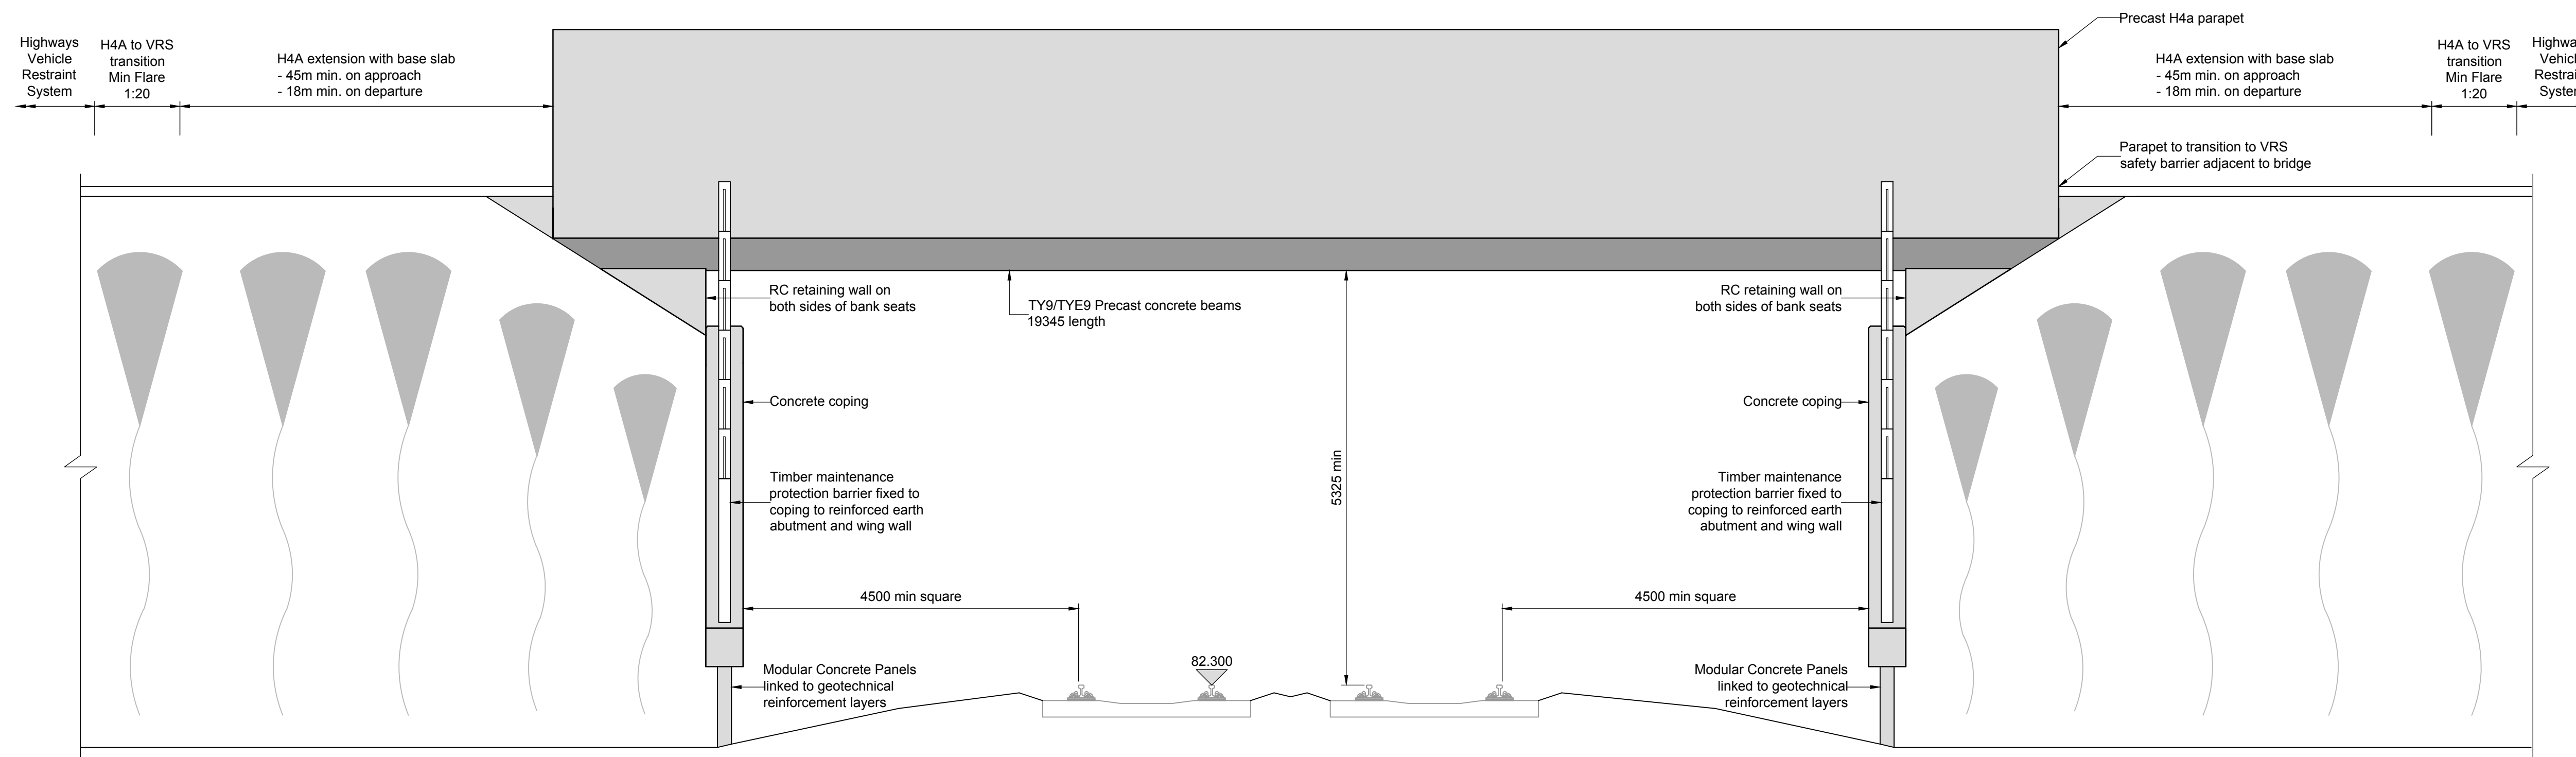 Highways
Vehicle
Restraint
System
H4A to VRS
transition
Min Flare
1:20
H4A extension with base slab
- 45m min. on approach
- 18m min. on departure
Precast H4a parapet
H4A extension with base slab
- 45m min. on approach
- 18m min. on departure
H4A to VRS
transition
Min Flare
1:20
Highwa
Vehicl
Restrai
Syster
Parapet to transition to VRS
safety barrier adjacent to bridge
RC retaining wall on
both sides of bank seats
TY9/TYE9 Precast concrete beams
19345 length
RC retaining wall on
both sides of bank seats
Concrete coping
Concrete coping
Timber maintenance
protection barrier fixed to
coping to reinforced earth
abutment and wing wall
5325 min
Timber maintenance
protection barrier fixed to
coping to reinforced earth
abutment and wing wall
4500 min square
4500 min square
Modular Concrete Panels
linked to geotechnical
reinforcement layers
82.300
Modular Concrete Panels
linked to geotechnical
reinforcement layers